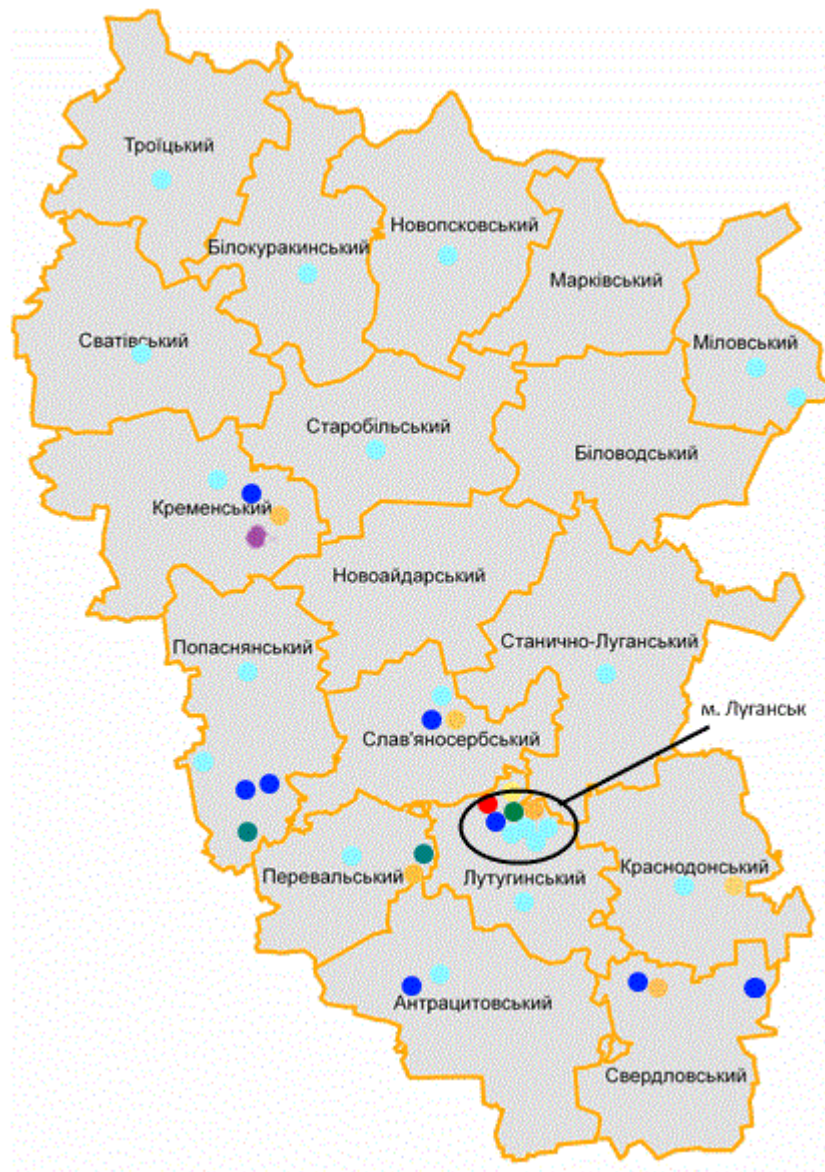 Троїцький
Білокуракинський
Новопсковський
Марківський
Сватівський
Міловський
Старобільський
Біловодський
Кременський
Новоайдарський
Попаснянський
Станично-Луганський
м. Луганськ
Слав'яносербський
Перевальський
Лутугинський
Краснодонський
Антрацитовський
Свердловський